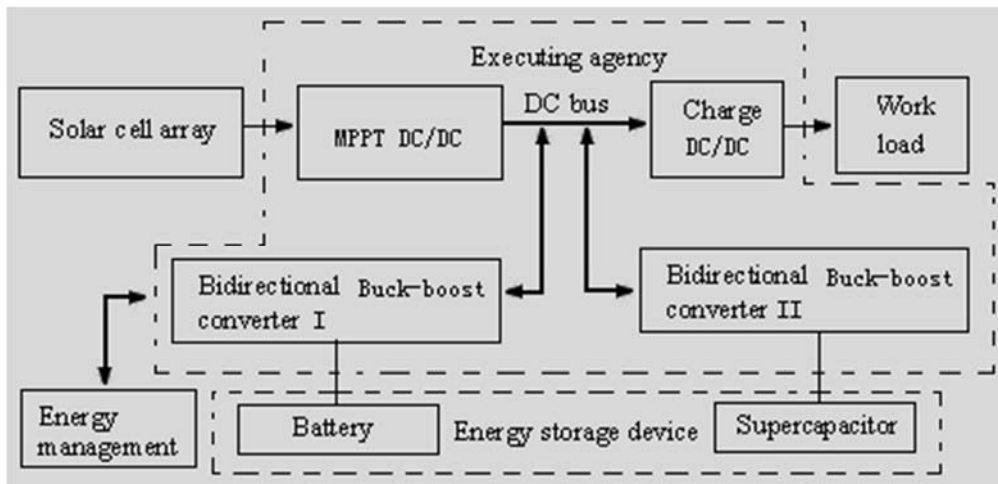 Executing agency
Solar cell array
MPPT DC/DC
DC bus
Charge
DC/DC
Work
load
Bidirectional Buck-boost
converter I
Bidirectional Buck-boost
converter II
Energy
management
Battery
Energy storage device
Supercapacitor